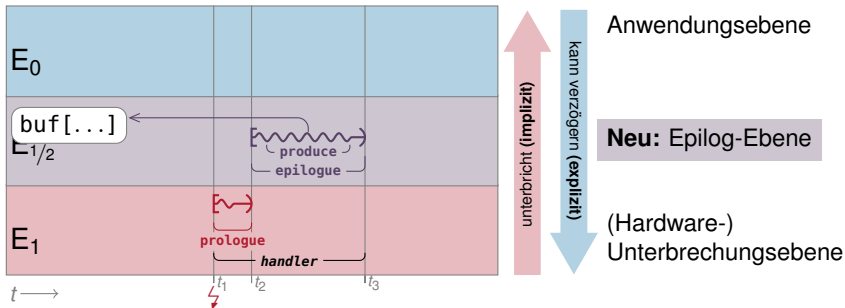 E0
buf[...]
E1/2
produce
epilogue
E1
prologue
handler
t
t1
t2
t3
unterbricht (implizit)
kann verzögern (explizit)
Anwendungsebene
Neu: Epilog-Ebene
(Hardware-)
Unterbrechungsebene